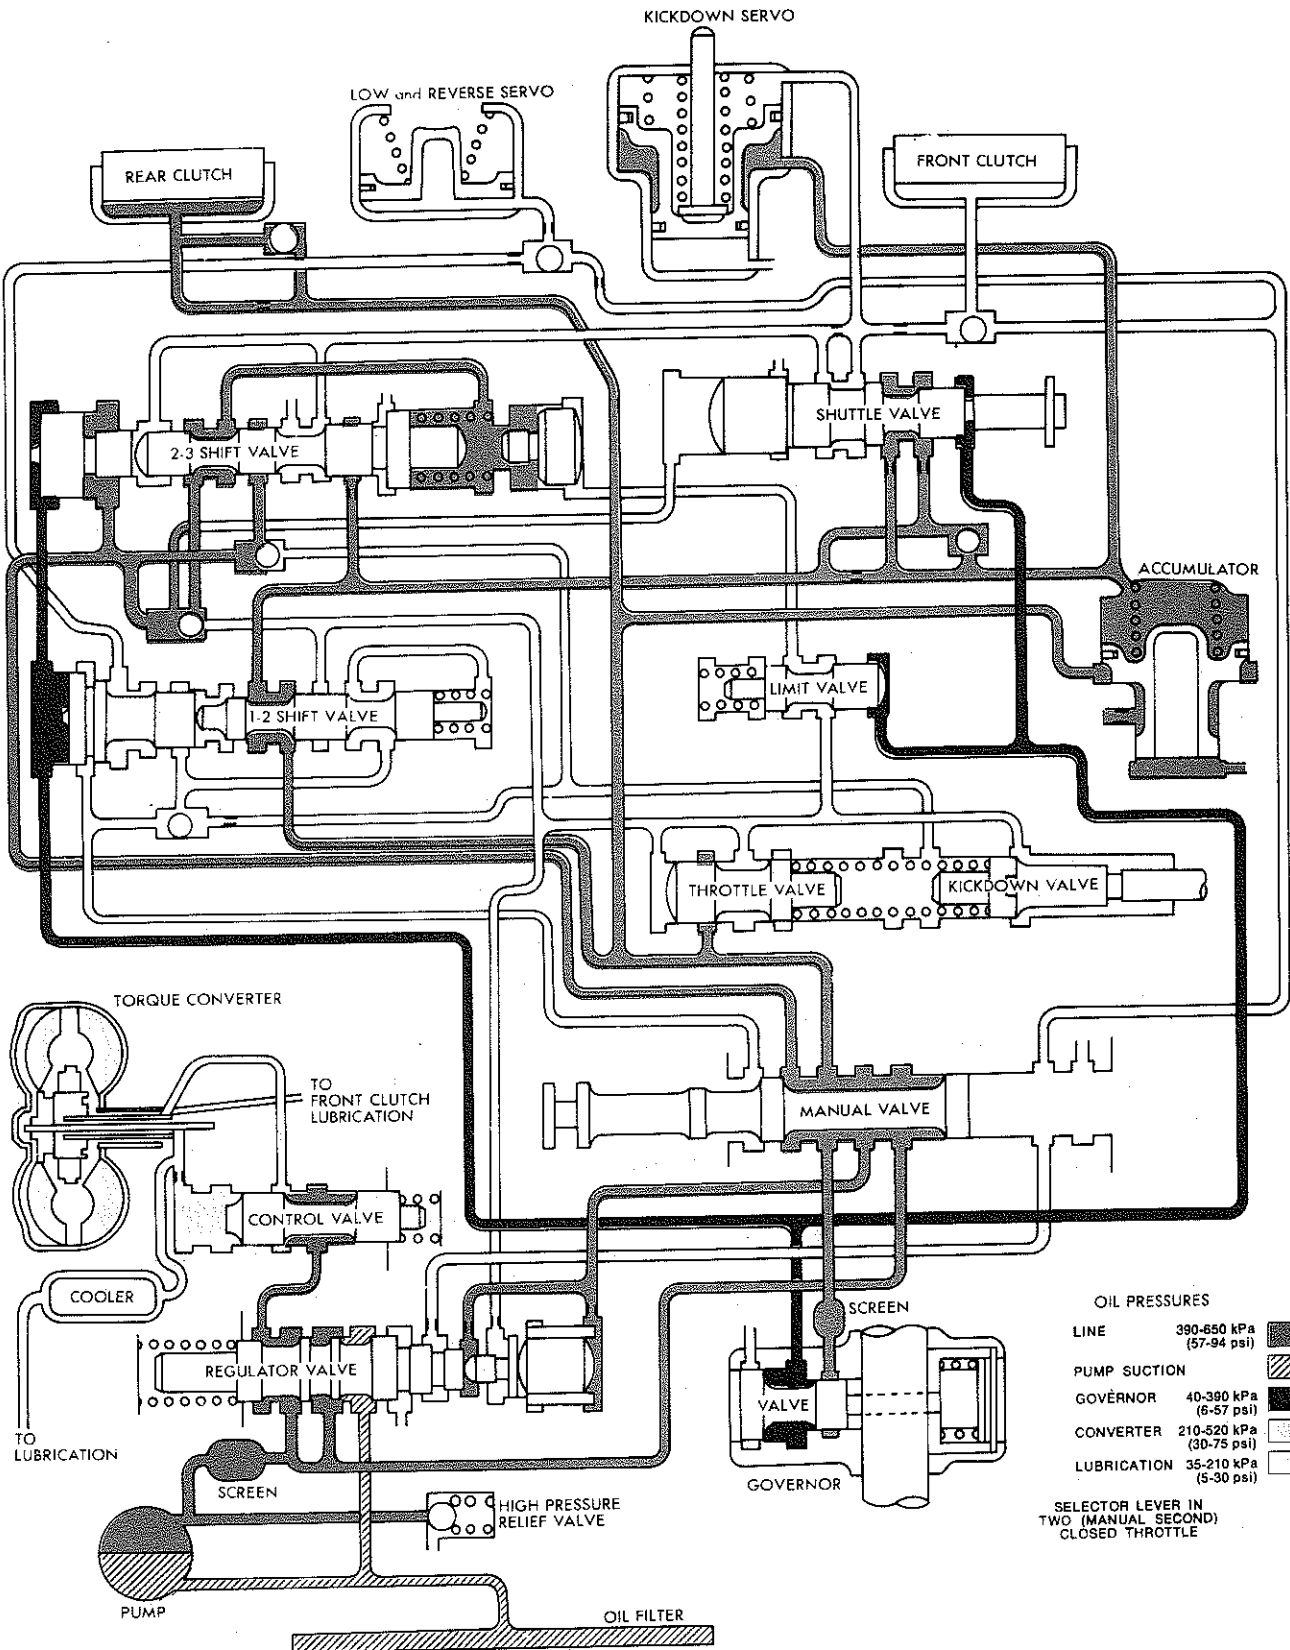 KICKDOWN SERVO
LOW and REVERSE SERVO
REAR CLUTCH
FRONT CLUTCH
2-3 SHIFT VALVE
SHUTTLE VALVE
ACCUMULATOR
1-2 SHIFT VALVE
LIMIT VALVE
THROTTLE VALVE
KICKDOWN VALVE
TORQUE CONVERTER
TO
FRONT CLUTCH
LUBRICATION
MANUAL VALVE
CONTROL VALVE
COOLER
SCREEN
REGULATOR VALVE
VALVE
GOVERNOR
TO
LUBRICATION
SCREEN
HIGH PRESSURE
RELIEF VALVE
PUMP
OIL FILTER
OIL PRESSURES
LINE 390-650 kPa
(57-94 psi)
PUMP SUCTION
GOVERNOR 40-390 kPa
(6-57 psi)
CONVERTER 210-520 kPa
(30-75 psi)
LUBRICATION 35-210 kPa
(5-30 psi)
SELECTOR LEVER IN
TWO (MANUAL SECOND)
CLOSED THROTTLE